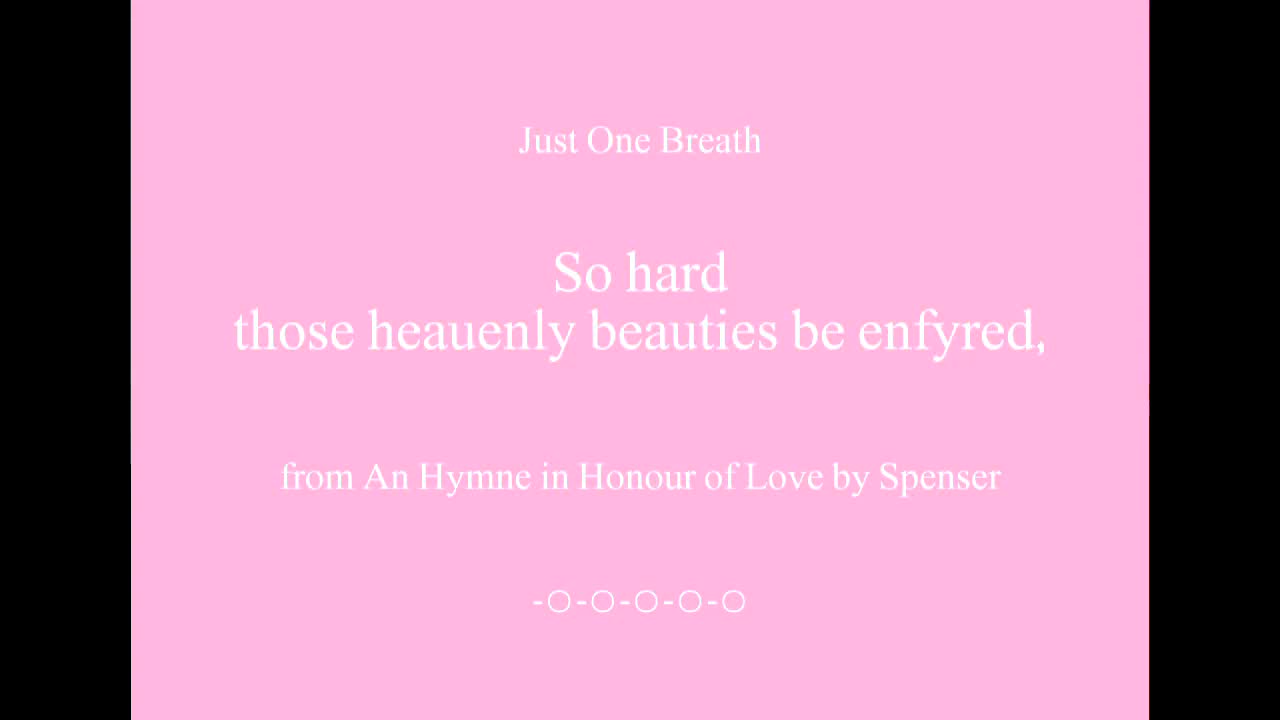 Just One Breath
So hard
those heauenly beauties be enfyred,
from An Hymne in Honour of Love by Spenser
-○-○-○-○-○